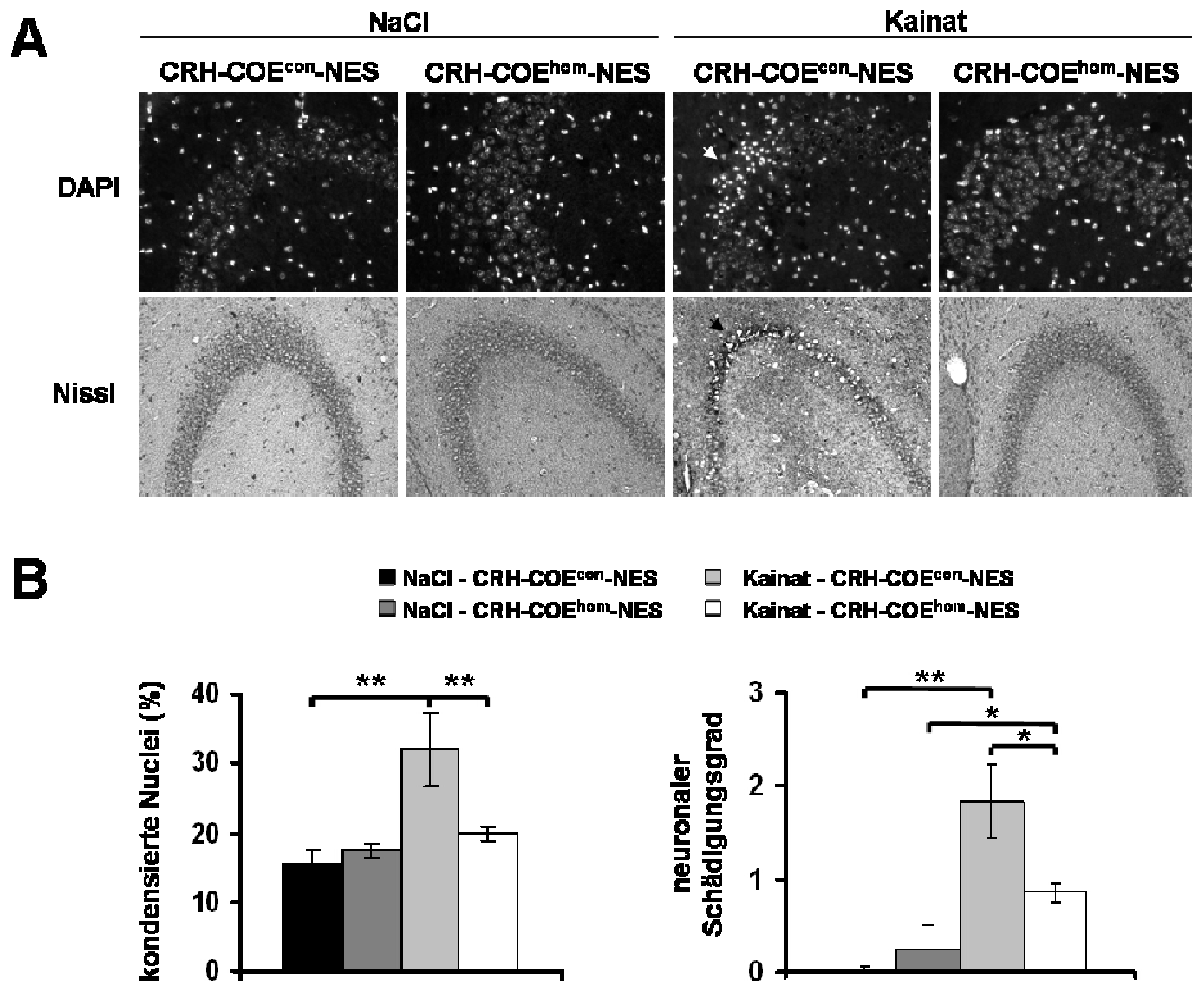 A
NaCl Kainat
CRH-COEcon-NES CRH-COEhom-NES CRH-COEcon-NES CRH-COEhom-NES
DAPI
Nissl
B
NaCl - CRH-COEcon-NES Kainat - CRH-COEcon-NES
NaCl - CRH-COEhom-NES Kainat - CRH-COEhom-NES
kondensierte Nuclei (%)
40
30
20
10
0
** **
neuronaler
Schädigungsgrad
3
2
1
0
**
*
*